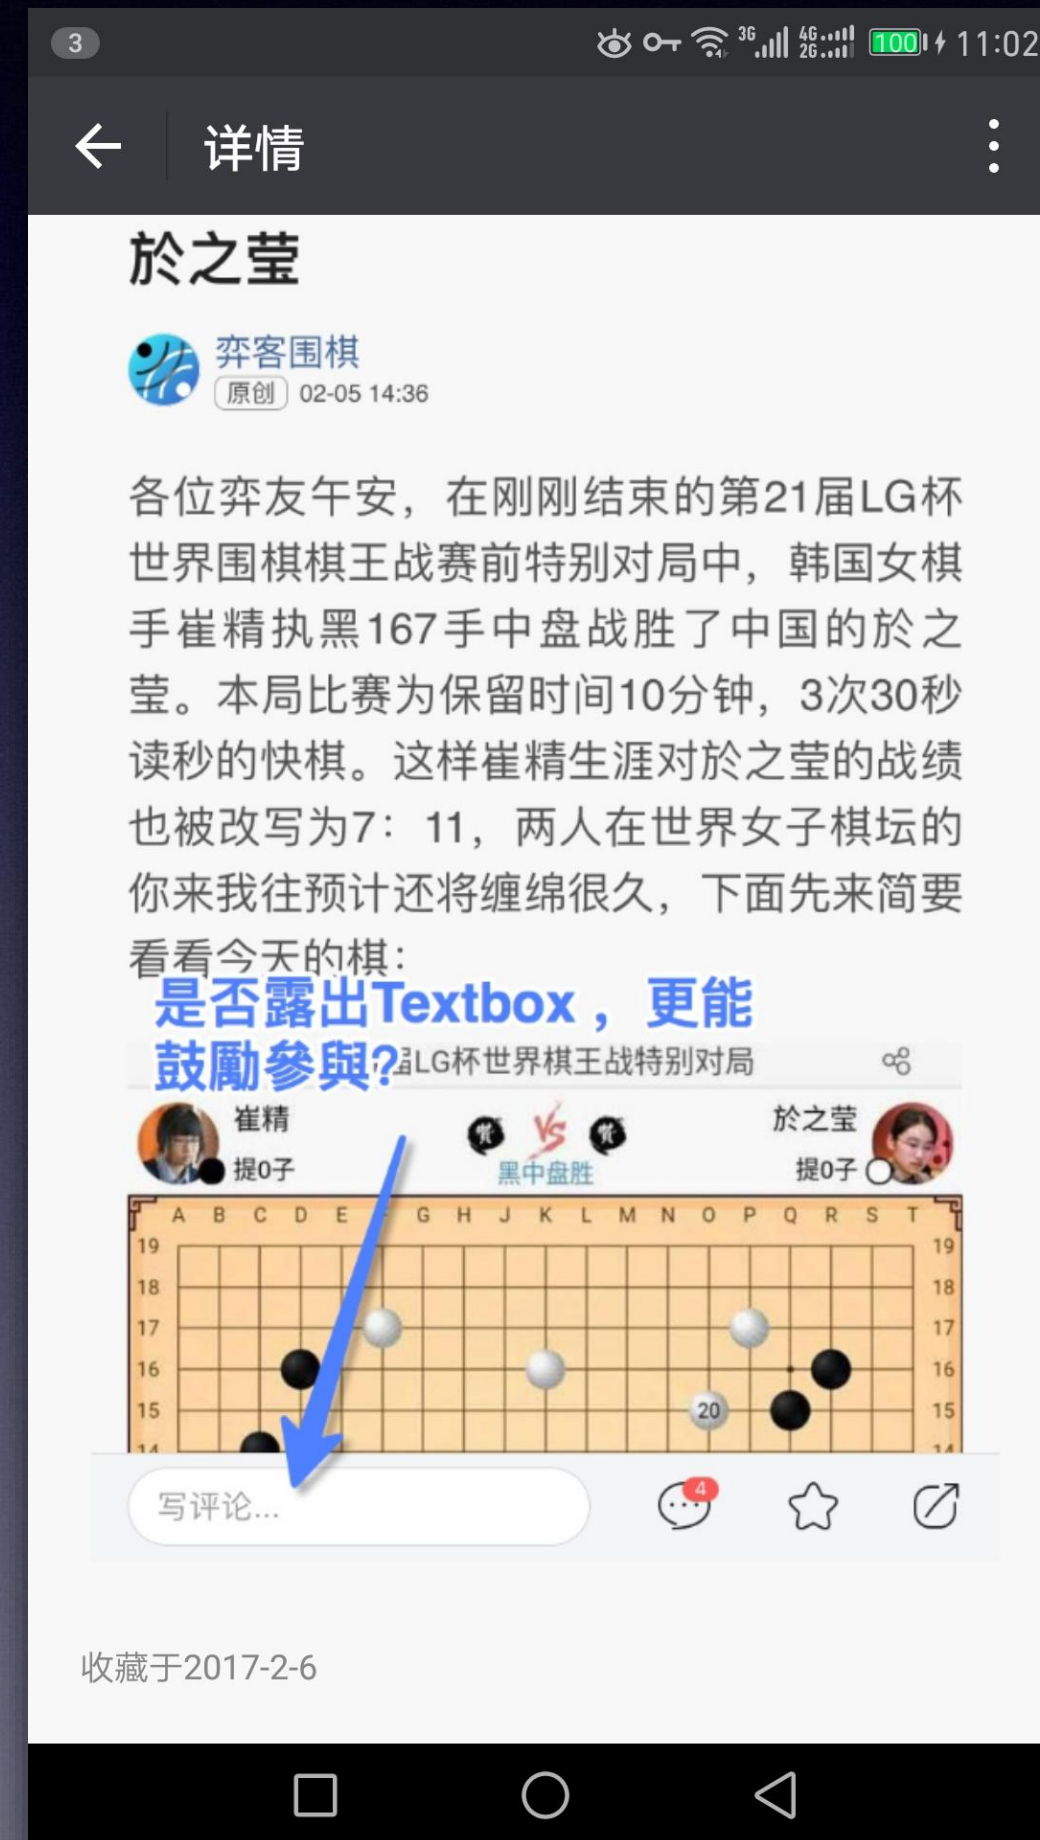 3
3G
4G
2G
100
11:02
详情
於之莹
弈客围棋
原创 02-05 14:36
各位弈友午安，在刚刚结束的第21届LG杯
世界围棋棋王战赛前特别对局中，韩国女棋
手崔精执黑167手中盘战胜了中国的於之
莹。本局比赛为保留时间10分钟，3次30秒
读秒的快棋。这样崔精生涯对於之莹的战绩
也被改写为7：11，两人在世界女子棋坛的
你来我往预计还将缠绵很久，下面先来简要
看看今天的棋：
是否露出Textbox，更能
鼓勵參與?
届LG杯世界棋王战特别对局
崔精 VS 於之莹
提0子 黑中盘胜 提0子
A B C D E F G H J K L M N O P Q R S T
19 19
18 18
17 17
16 16
15 20 15
14 14
写评论... 4
收藏于2017-2-6